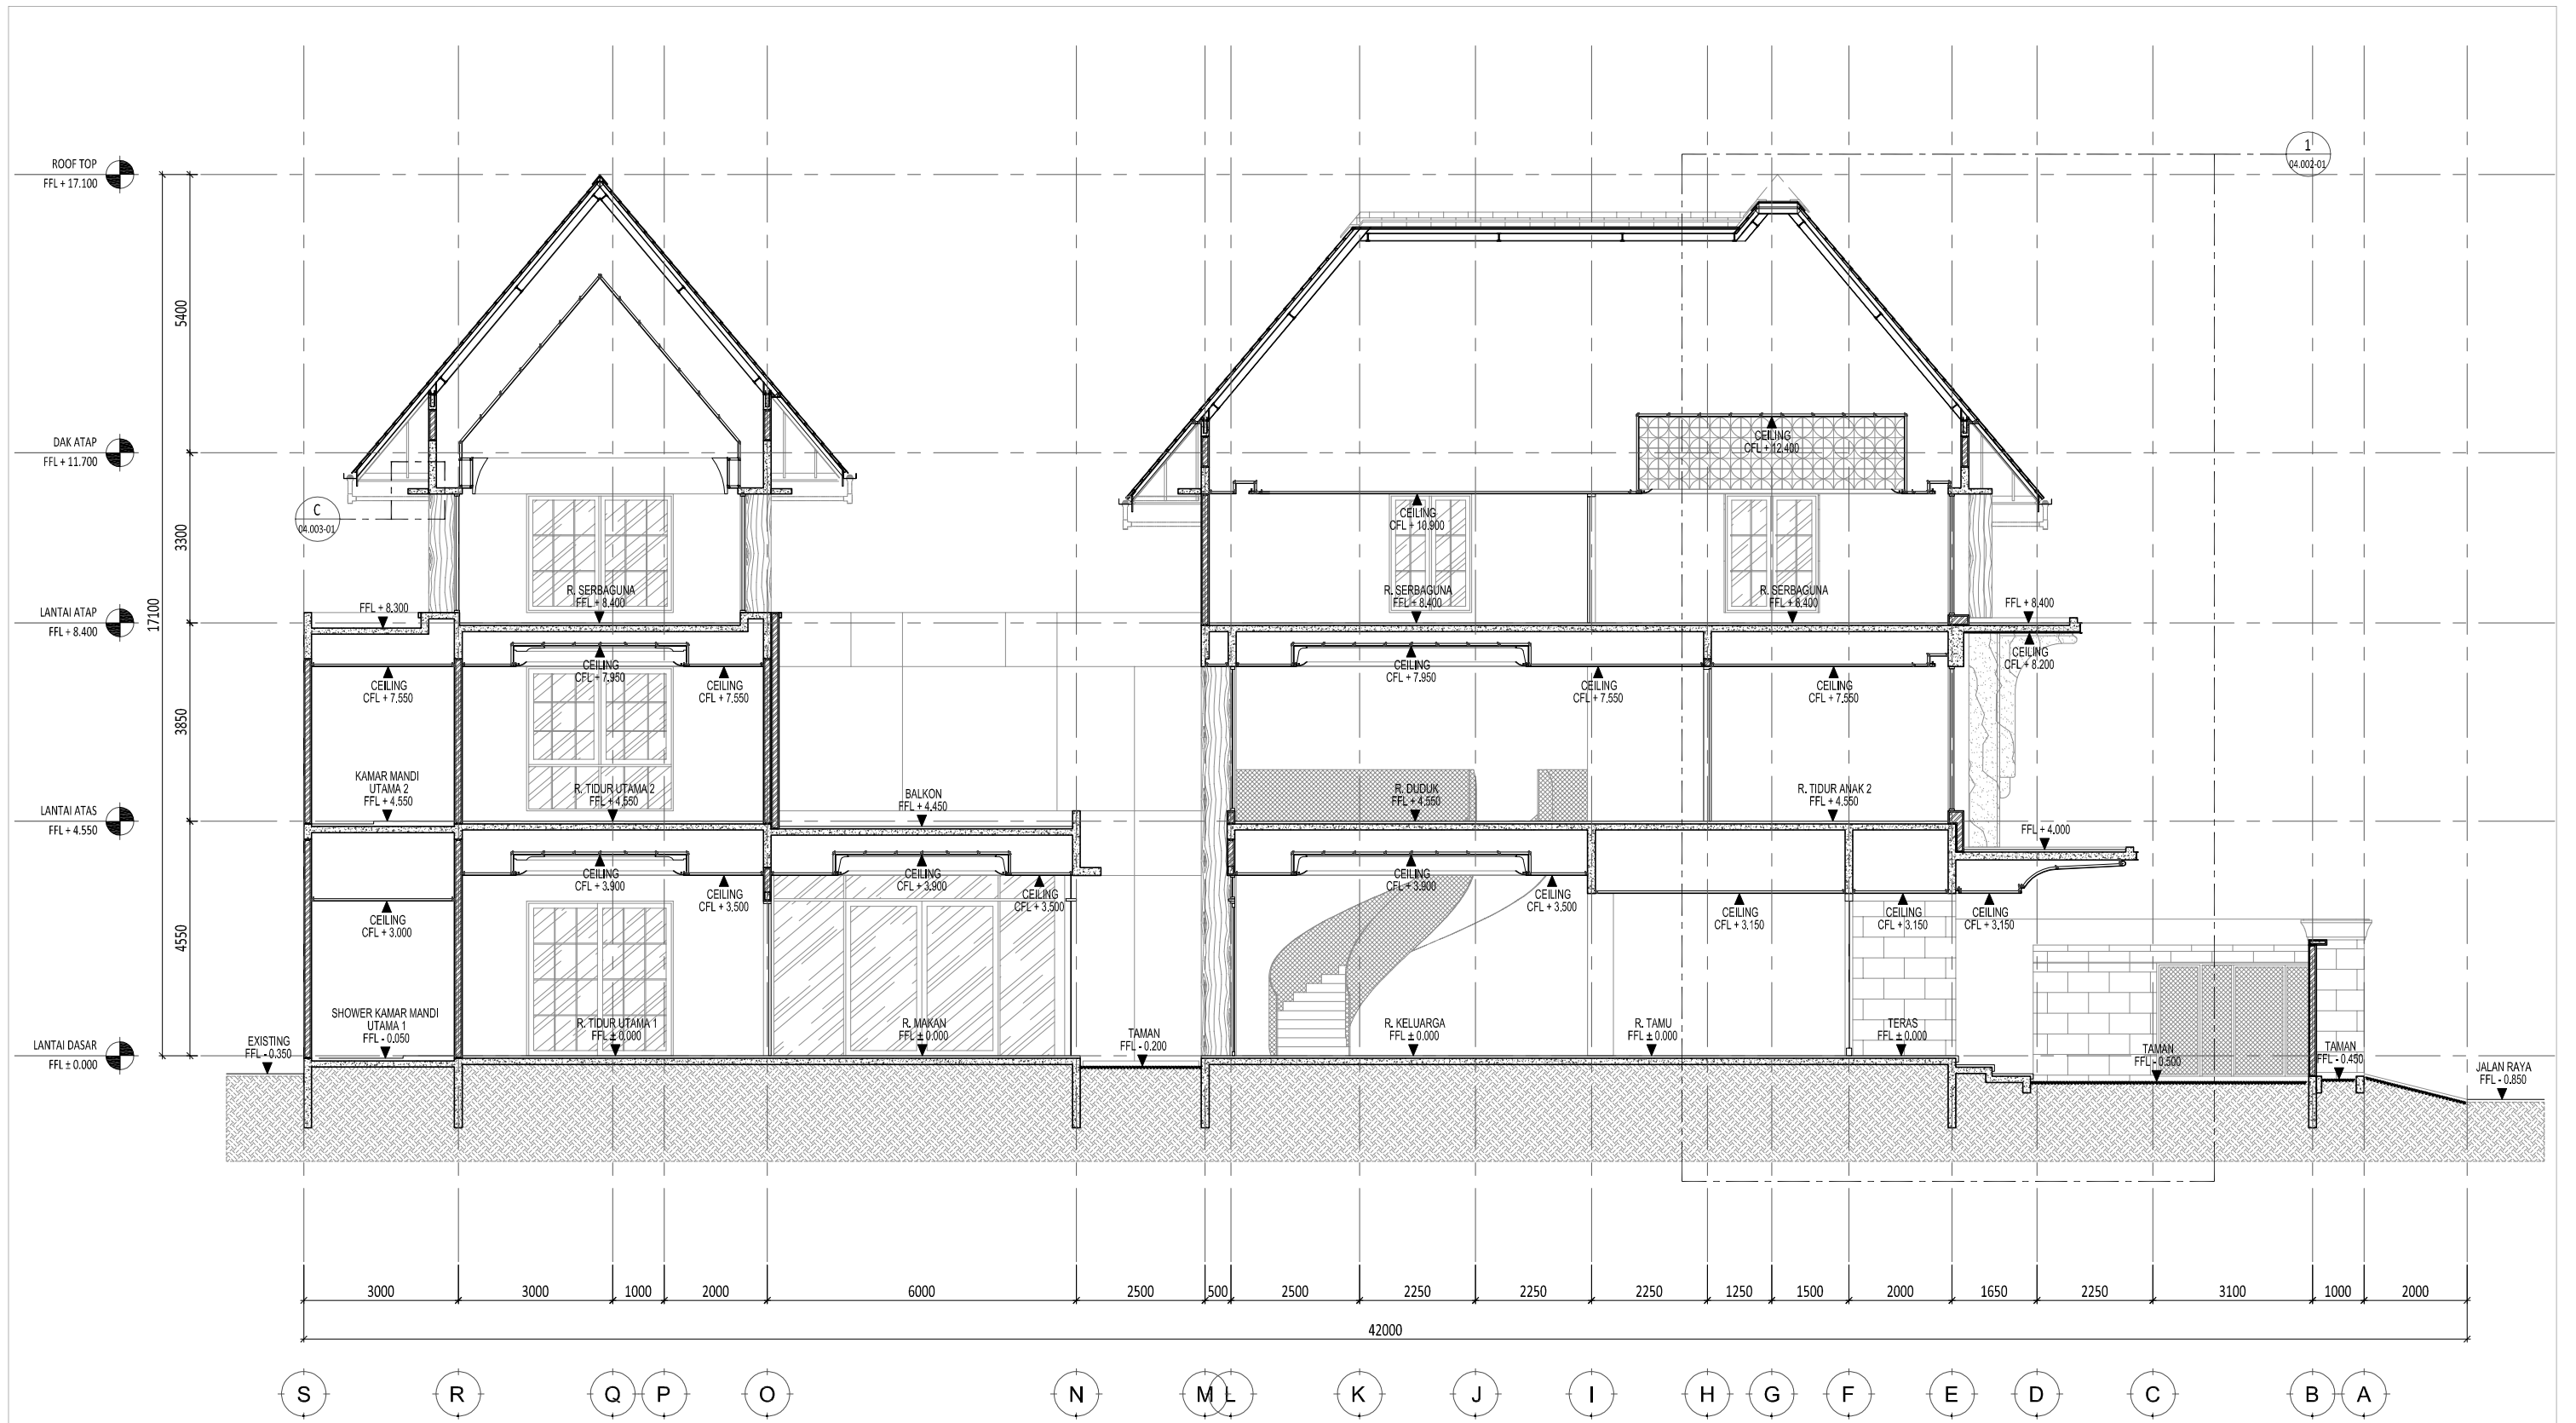 1
04.002-01
ROOF TOP
FFL + 17.100
DAK ATAP
FFL + 11.700
LANTAI ATAP
FFL + 8.400
LANTAI ATAS
FFL + 4.550
LANTAI DASAR
FFL ± 0.000
17100
5400
3300
3850
4550
C
04.003-01
CEILING
CFL + 12.400
CEILING
CFL + 10.900
FFL + 8.300
R. SERBAGUNA
FFL + 8.400
R. SERBAGUNA
FFL + 8.400
R. SERBAGUNA
FFL + 8.400
FFL + 8.400
CEILING
CFL + 7.550
CEILING
CFL + 7.950
CEILING
CFL + 7.550
CEILING
CFL + 7.950
CEILING
CFL + 7.550
CEILING
CFL + 7.550
CEILING
CFL + 8.200
KAMAR MANDI
UTAMA 2
FFL + 4.550
R. TIDUR UTAMA 2
FFL + 4.550
BALKON
FFL + 4.450
R. DUDUK
FFL + 4.550
R. TIDUR ANAK 2
FFL + 4.550
FFL + 4.000
CEILING
CFL + 3.000
CEILING
CFL + 3.900
CEILING
CFL + 3.500
CEILING
CFL + 3.900
CEILING
CFL + 3.500
CEILING
CFL + 3.900
CEILING
CFL + 3.500
CEILING
CFL + 3.150
CEILING
CFL + 3.150
CEILING
CFL + 3.150
EXISTING
FFL - 0.350
SHOWER KAMAR MANDI
UTAMA 1
FFL - 0.050
R. TIDUR UTAMA 1
FFL ± 0.000
R. MAKAN
FFL ± 0.000
TAMAN
FFL - 0.200
R. KELUARGA
FFL ± 0.000
R. TAMU
FFL ± 0.000
TERAS
FFL ± 0.000
TAMAN
FFL - 0.500
TAMAN
FFL - 0.450
JALAN RAYA
FFL - 0.850
3000 3000 1000 2000 6000 2500 500 2500 2250 2250 2250 1250 1500 2000 1650 2250 3100 1000 2000
42000
S R Q P O N M L K J I H G F E D C B A